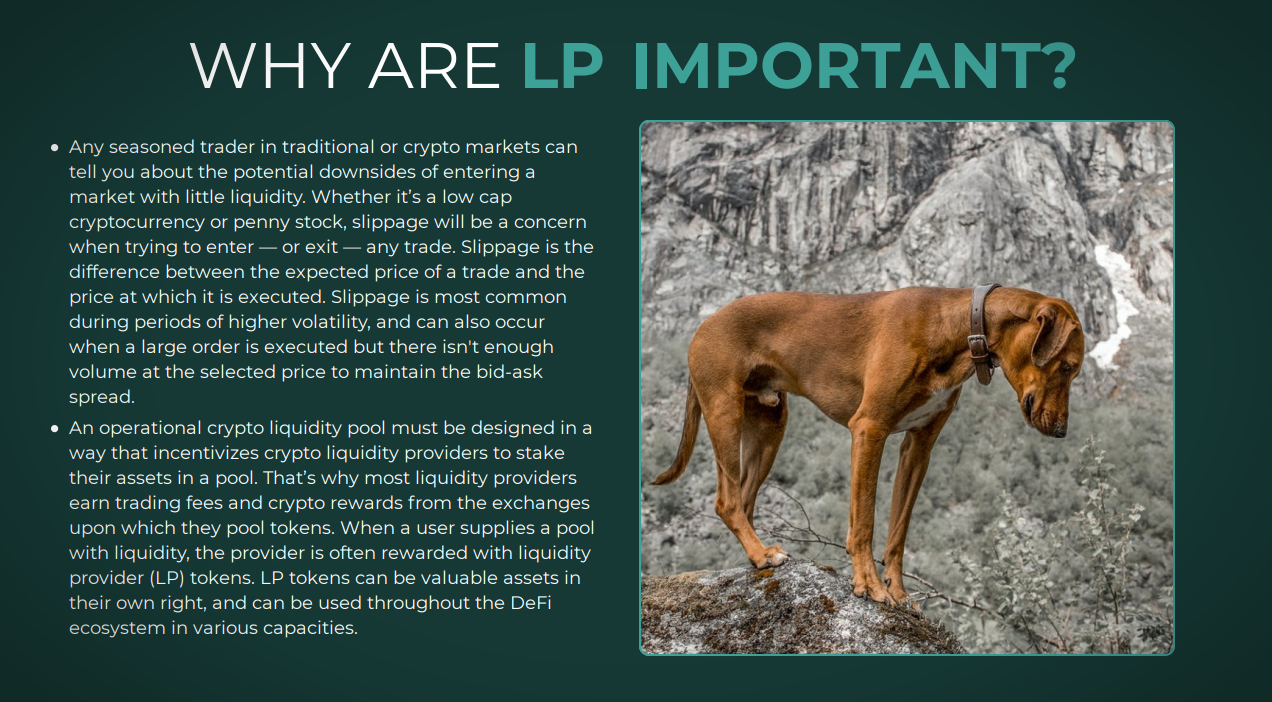 WHY ARE LP IMPORTANT?
• Any seasoned trader in traditional or crypto markets can
tell you about the potential downsides of entering a
market with little liquidity. Whether it’s a low cap
cryptocurrency or penny stock, slippage will be a concern
when trying to enter — or exit — any trade. Slippage is the
difference between the expected price of a trade and the
price at which it is executed. Slippage is most common
during periods of higher volatility, and can also occur
when a large order is executed but there isn't enough
volume at the selected price to maintain the bid-ask
spread.
• An operational crypto liquidity pool must be designed in a
way that incentivizes crypto liquidity providers to stake
their assets in a pool. That’s why most liquidity providers
earn trading fees and crypto rewards from the exchanges
upon which they pool tokens. When a user supplies a pool
with liquidity, the provider is often rewarded with liquidity
provider (LP) tokens. LP tokens can be valuable assets in
their own right, and can be used throughout the DeFi
ecosystem in various capacities.